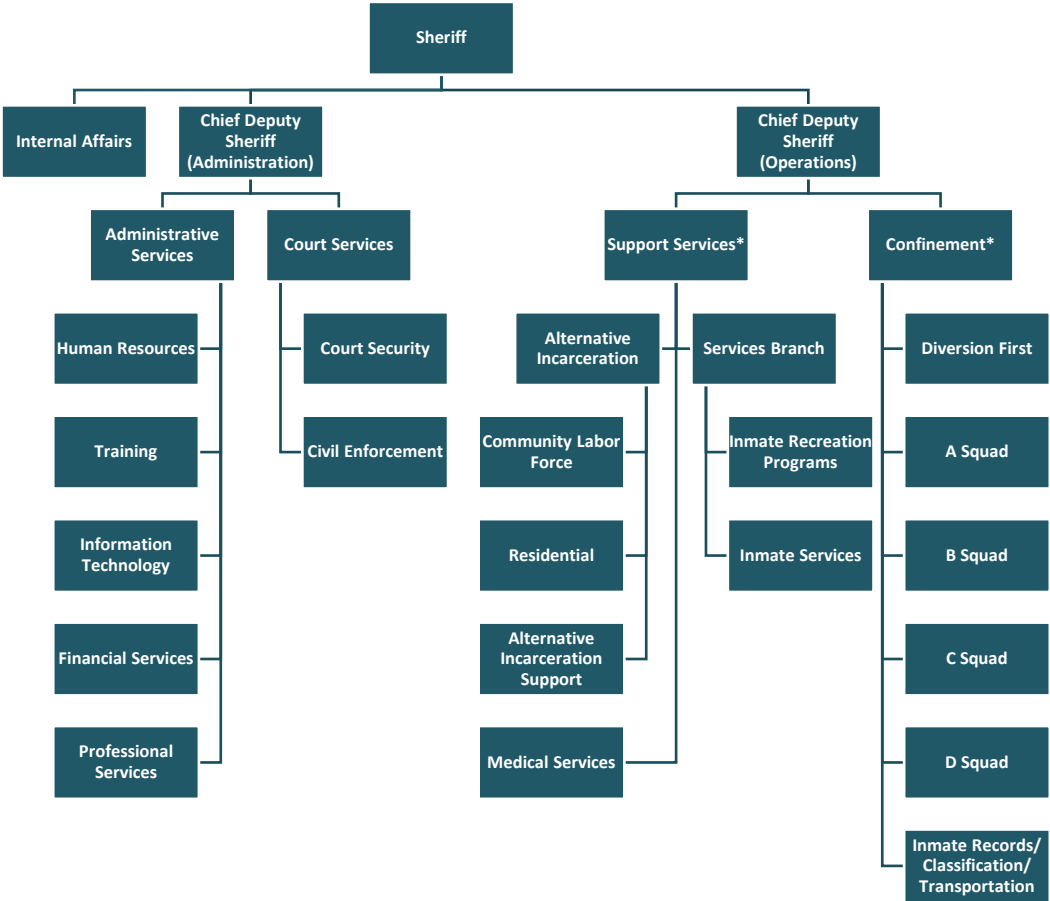 Sheriff
Internal Affairs
Chief Deputy
Sheriff
(Administration)
Chief Deputy
Sheriff
(Operations)
Administrative
Services
Court Services
Support Services*
Confinement*
Human Resources
Court Security
Alternative
Incarceration
Services Branch
Diversion First
Training
Civil Enforcement
Community Labor
Force
Inmate Recreation
Programs
A Squad
Information
Technology
Residential
Inmate Services
B Squad
Financial Services
Alternative
Incarceration
Support
C Squad
Professional
Services
Medical Services
D Squad
Inmate Records/
Classification/
Transportation